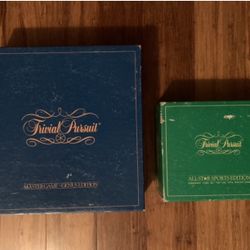 Trivial Pursuit
MASTER GAME - GENUS EDITION
Trivial Pursuit
ALL-STAR SPORTS EDITION